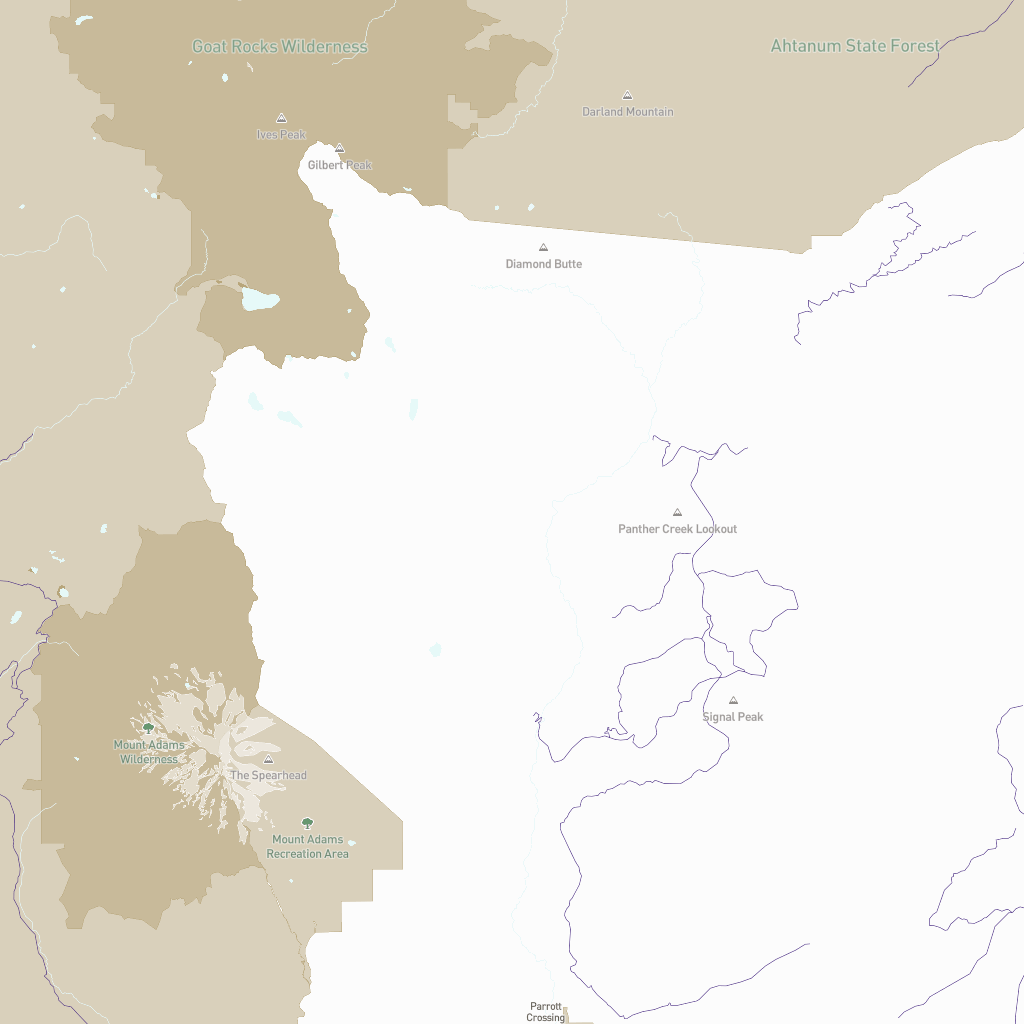 Goat Rocks Wilderness
Ahtanum State Forest
Darland Mountain
Ives Peak
Gilbert Peak
Diamond Butte
Panther Creek Lookout
Signal Peak
Mount Adams
Wilderness
The Spearhead
Mount Adams
Recreation Area
Parrott
Crossing